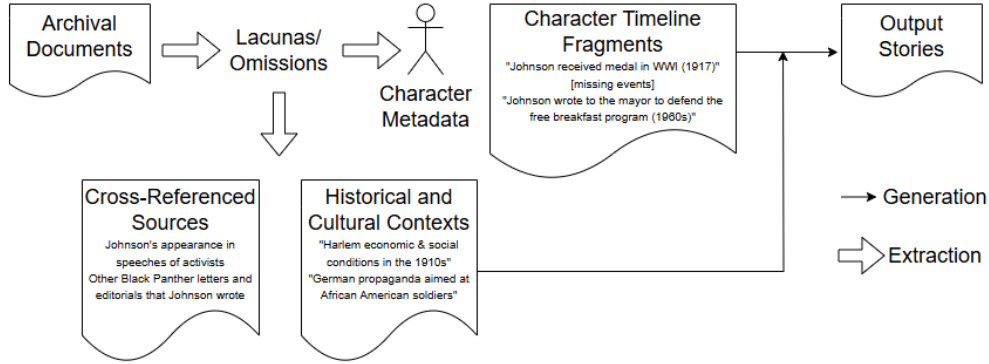 Archival
Documents
Lacunas/
Omissions
Character
Metadata
Character Timeline
Fragments
"Johnson received medal in WWI (1917)"
[missing events]
"Johnson wrote to the mayor to defend the
free breakfast program (1960s)"
Output
Stories
Cross-Referenced
Sources
Johnson's appearance in
speeches of activists
Other Black Panther letters and
editorials that Johnson wrote
Historical and
Cultural Contexts
"Harlem economic & social
conditions in the 1910s"
"German propaganda aimed at
African American soldiers"
Generation
Extraction